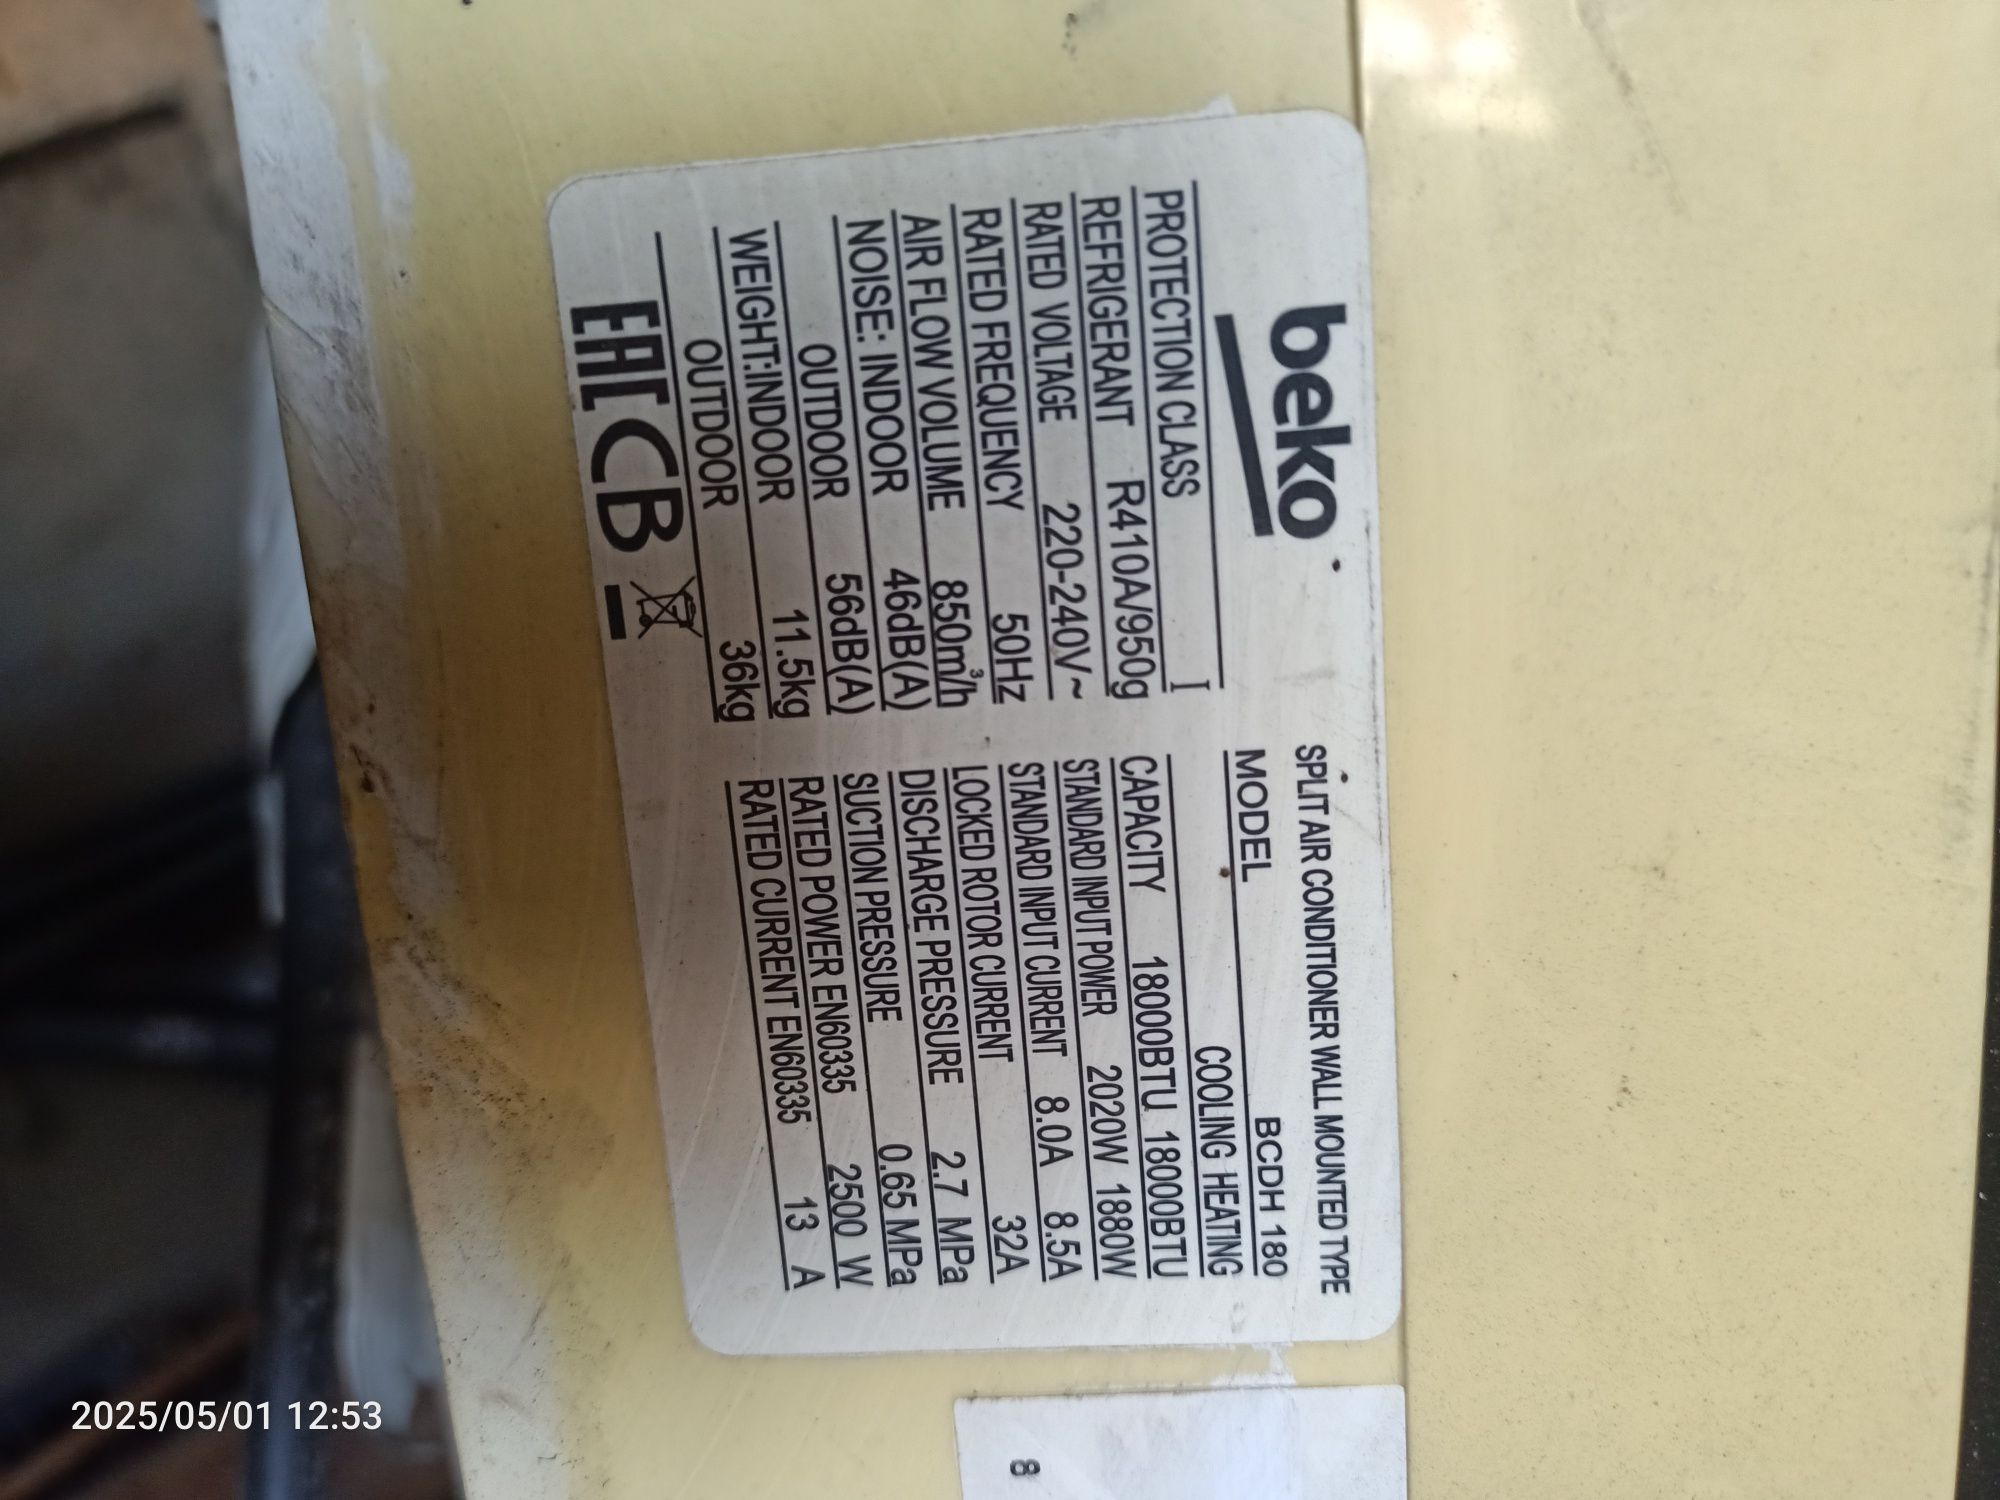 beko
PROTECTION CLASS I
REFRIGERANT R410A/950g
RATED VOLTAGE 220-240V~
RATED FREQUENCY 50Hz
AIR FLOW VOLUME 850m³/h
NOISE: INDOOR 46dB(A)
OUTDOOR 56dB(A)
WEIGHT:INDOOR 11.5kg
OUTDOOR 36kg
EAC CB
SPLIT AIR CONDITIONER WALL MOUNTED TYPE
MODEL BCDH 180
COOLING HEATING
CAPACITY 18000BTU 18000BTU
STANDARD INPUT POWER 2020W 1880W
STANDARD INPUT CURRENT 8.0A 8.5A
LOCKED ROTOR CURRENT 32A
DISCHARGE PRESSURE 2.7 MPa
SUCTION PRESSURE 0.65 MPa
RATED POWER EN60335 2500 W
RATED CURRENT EN60335 13 A
8
2025/05/01 12:53